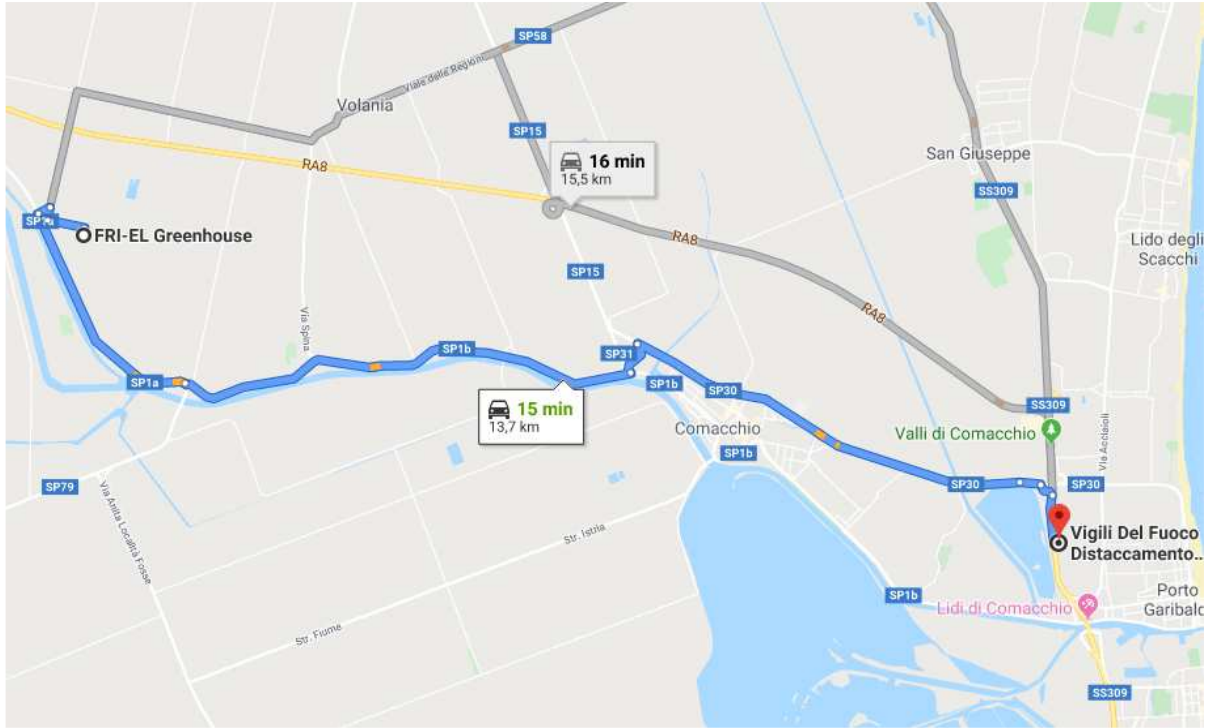 SP58
Viale delle Regioni
Volania
SP15
RA8
16 min
15,5 km
San Giuseppe
SS309
SP1a
FRI-EL Greenhouse
RA8
Lido degli
Scacchi
SP15
RA8
Via Spina
SP1b
SP31
SP1b
SP30
SP1a
15 min
13,7 km
Comacchio
SS309
Valli di Comacchio
Via Acciaioli
SP1b
SP79
SP30
SP30
Via Anita Località Fosse
Str. Istria
Vigili Del Fuoco
Distaccamento...
SP1b
Porto
Garibald
Lidi di Comacchio
Str. Fiume
SS309